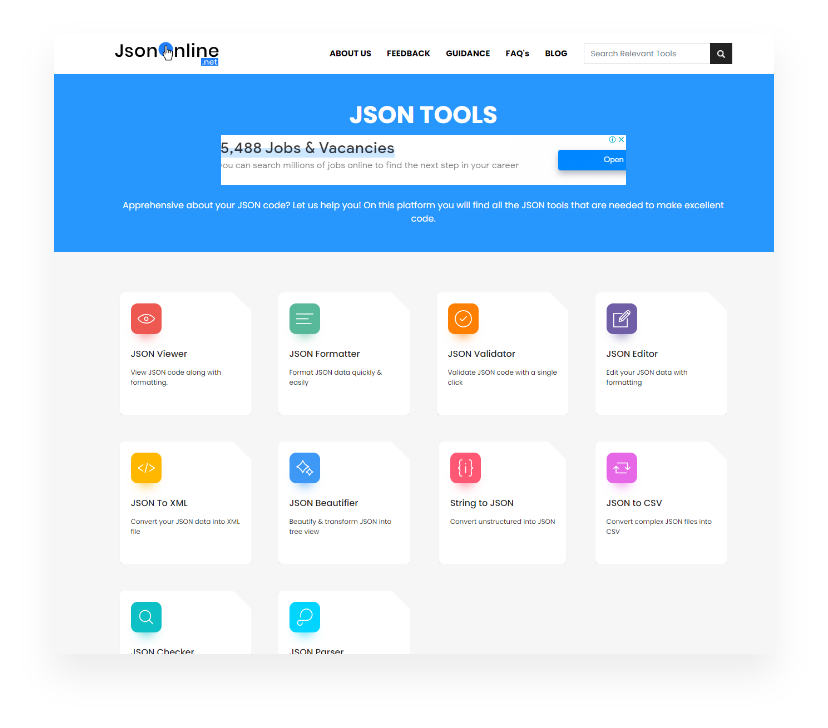 JsonOnline
.net
ABOUT US FEEDBACK GUIDANCE FAQ's BLOG Search Relevant Tools
JSON TOOLS
5,488 Jobs & Vacancies
ou can search millions of jobs online to find the next step in your career
Open
Apprehensive about your JSON code? Let us help you! On this platform you will find all the JSON tools that are needed to make excellent
code.
JSON Viewer
View JSON code along with
formatting.
JSON Formatter
Format JSON data quickly &
easily
JSON Validator
Validate JSON code with a single
click
JSON Editor
Edit your JSON data with
formatting
</>
JSON To XML
Convert your JSON data into XML
file
JSON Beautifier
Beautify & transform JSON into
tree view
{i}
String to JSON
Convert unstructured into JSON
JSON to CSV
Convert complex JSON files into
CSV
JSON Checker
JSON Parser